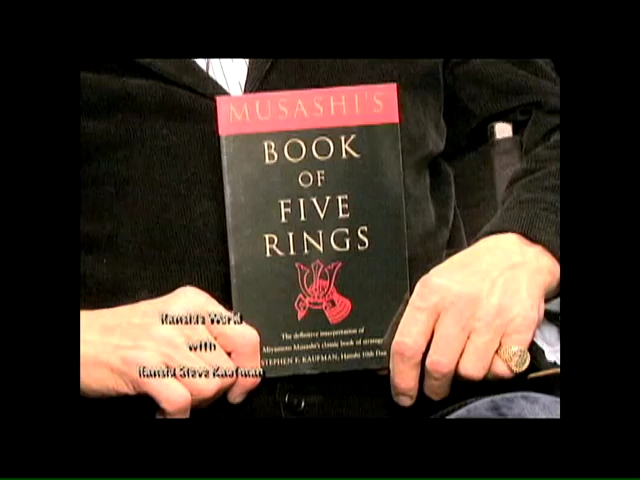 MUSASHI'S
BOOK
OF
FIVE
RINGS
The definitive interpretation of
Miyamoto Musashi's classic book of strategy
STEPHEN F. KAUFMAN, Hanshi 10th Dan
Hanshi's World
with
Hanshi Steve Kaufman